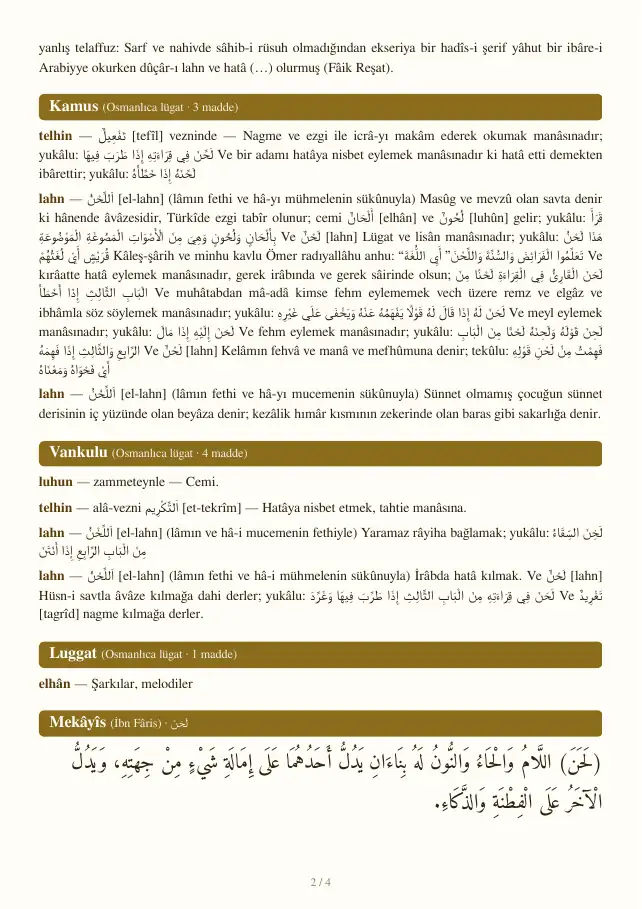 yanlış telaffuz: Sarf ve nahivde sâhib-i rüsuh olmadığından ekseriya bir hadîs-i şerif yâhut bir ibâre-i
Arabiyye okurken dûçâr-ı lahn ve hatâ (…) olurmuş (Fâik Reşat).
Kamus (Osmanlıca lügat · 3 madde)
telhin — تَفْعِيلٌ [tefîl] vezninde — Nagme ve ezgi ile icrâ-yı makâm ederek okumak manâsınadır;
yukâlu: لَحَّنَ فِي قِرَاءَتِهِ إِذَا طَرَّبَ فِيهَا Ve bir adamı hatâya nisbet eylemek manâsınadır ki hatâ etti demekten
ibârettir; yukâlu: لَحَّنَهُ إِذَا خَطَّأَهُ
lahn — اَللَّحْنُ [el-lahn] (lâmın fethi ve hâ-yı mühmelenin sükûnuyla) Masûg ve mevzû olan savta denir
ki hânende âvâzesidir, Türkîde ezgi tabîr olunur; cemi أَلْحَانٌ [elhân] ve لُحُونٌ [luhûn] gelir; yukâlu: قَرَأَ
بِأَلْحَانٍ وَلُحُونٍ وَهِيَ مِنَ الْأَصْوَاتِ الْمَصُوغَةِ الْمَوْضُوعَةِ Ve لَحْنٌ [lahn] Lügat ve lisân manâsınadır; yukâlu: هَذَا لَحْنُ
قُرَيْشٍ أَيْ لُغَتُهُمْ Kâleş-şârih ve minhu kavlu Ömer radıyallâhu anhu: “تَعَلَّمُوا الْفَرَائِضَ وَالسُّنَّةَ وَاللَّحْنَ” أَيِ اللُّغَةَ Ve
kırâatte hatâ eylemek manâsınadır, gerek irâbında ve gerek sâirinde olsun; لَحَنَ الْقَارِئُ فِي الْقِرَاءَةِ لَحْنًا مِنَ
الْبَابِ الثَّالِثِ إِذَا أَخْطَأَ Ve muhâtabdan mâ-adâ kimse fehm eylememek vech üzere remz ve elgâz ve
ibhâmla söz söylemek manâsınadır; yukâlu: لَحَنَ لَهُ إِذَا قَالَ لَهُ قَوْلًا يَفْهَمُهُ عَنْهُ وَيَخْفَى عَلَى غَيْرِهِ Ve meyl eylemek
manâsınadır; yukâlu: لَحَنَ إِلَيْهِ إِذَا مَالَ Ve fehm eylemek manâsınadır; yukâlu: لَحِنَ قَوْلَهُ وَلَحَنَهُ لَحْنًا مِنَ الْبَابِ
الرَّابِعِ وَالثَّالِثِ إِذَا فَهِمَهُ Ve لَحْنٌ [lahn] Kelâmın fehvâ ve manâ ve mefhûmuna denir; tekûlu: فَهِمْتُ مِنْ لَحْنِ قَوْلِهِ
أَيْ فَحْوَاهُ وَمَعْنَاهُ
lahn — اَللَّخْنُ [el-lahn] (lâmın fethi ve hâ-yı mucemenin sükûnuyla) Sünnet olmamış çocuğun sünnet
derisinin iç yüzünde olan beyâza denir; kezâlik hımâr kısmının zekerinde olan baras gibi sakarlığa denir.
Vankulu (Osmanlıca lügat · 4 madde)
luhun — zammeteynle — Cemi.
telhin — alâ-vezni اَلتَّكْرِيم [et-tekrîm] — Hatâya nisbet etmek, tahtie manâsına.
lahn — اَللَّخَنُ [el-lahn] (lâmın ve hâ-i mucemenin fethiyle) Yaramaz râyiha bağlamak; yukâlu: لَخِنَ السِّقَاءُ
مِنَ الْبَابِ الرَّابِعِ إِذَا أَنْتَنَ
lahn — اَللَّحْنُ [el-lahn] (lâmın fethi ve hâ-i mühmelenin sükûnuyla) İrâbda hatâ kılmak. Ve لَحْنٌ [lahn]
Hüsn-i savtla âvâze kılmağa dahi derler; yukâlu: لَحَنَ فِي قِرَاءَتِهِ مِنَ الْبَابِ الثَّالِثِ إِذَا طَرَّبَ فِيهَا وَغَرَّدَ Ve تَغْرِيدٌ
[tagrîd] nagme kılmağa derler.
Luggat (Osmanlıca lügat · 1 madde)
elhân — Şarkılar, melodiler
Mekâyîs (İbn Fâris) · لحن
(لَحَنَ) اللَّامُ وَالْحَاءُ وَالنُّونُ لَهُ بِنَاءَانِ يَدُلُّ أَحَدُهُمَا عَلَى إِمَالَةِ شَيْءٍ مِنْ جِهَتِهِ، وَيَدُلُّ
الْآخَرُ عَلَى الْفِطْنَةِ وَالذَّكَاءِ.
2 / 4